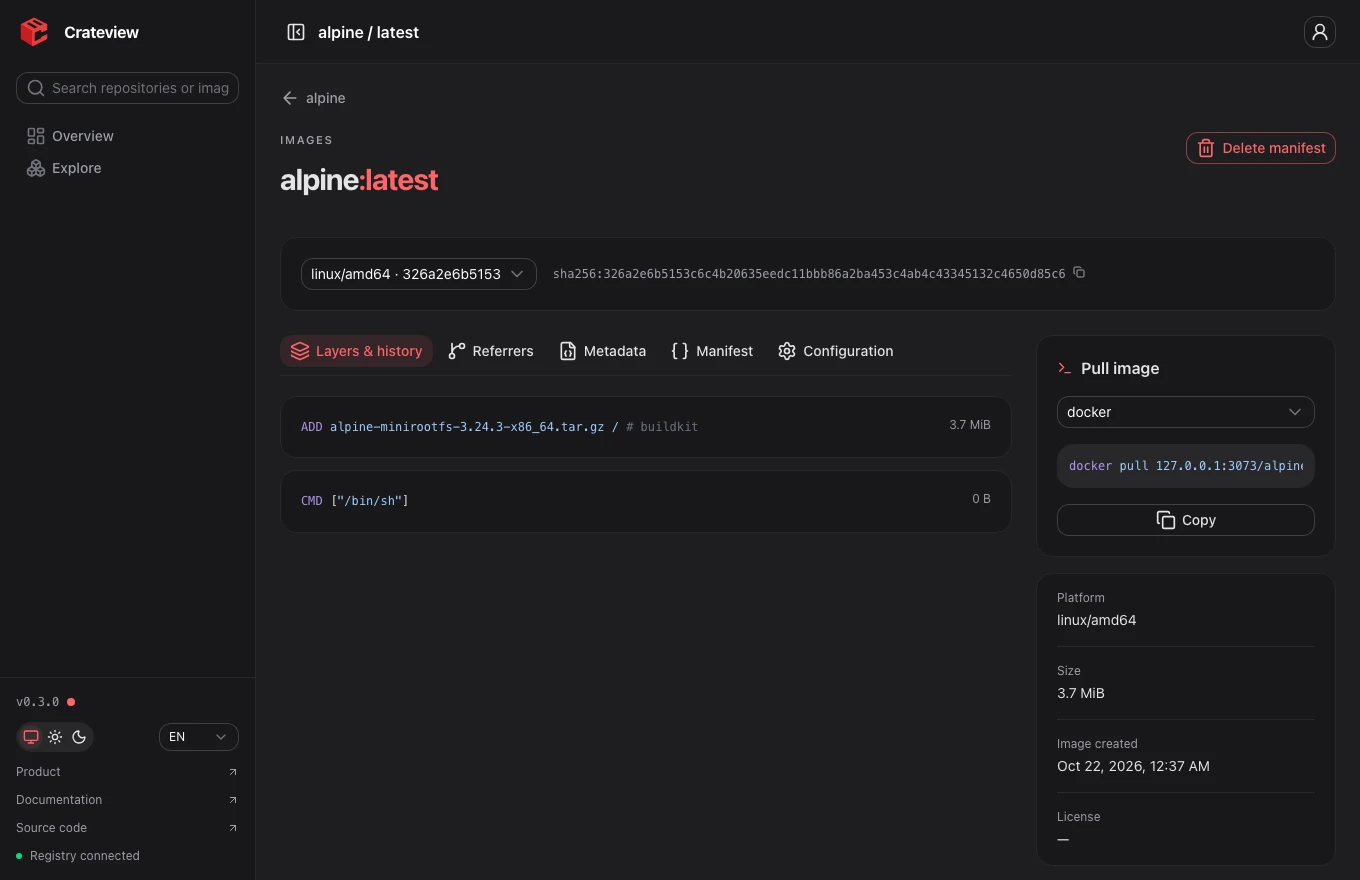 Crateview
Search repositories or imag
Overview
Explore
v0.3.0
EN
Product
Documentation
Source code
Registry connected
alpine / latest
alpine
IMAGES
alpine:latest
Delete manifest
linux/amd64 · 326a2e6b5153
sha256:326a2e6b5153c6c4b20635eedc11bbb86a2ba453c4ab4c43345132c4650d85c6
Layers & history
Referrers
Metadata
Manifest
Configuration
ADD alpine-minirootfs-3.24.3-x86_64.tar.gz / # buildkit
3.7 MiB
CMD ["/bin/sh"]
0 B
Pull image
docker
docker pull 127.0.0.1:3073/alpine
Copy
Platform
linux/amd64
Size
3.7 MiB
Image created
Oct 22, 2026, 12:37 AM
License
—